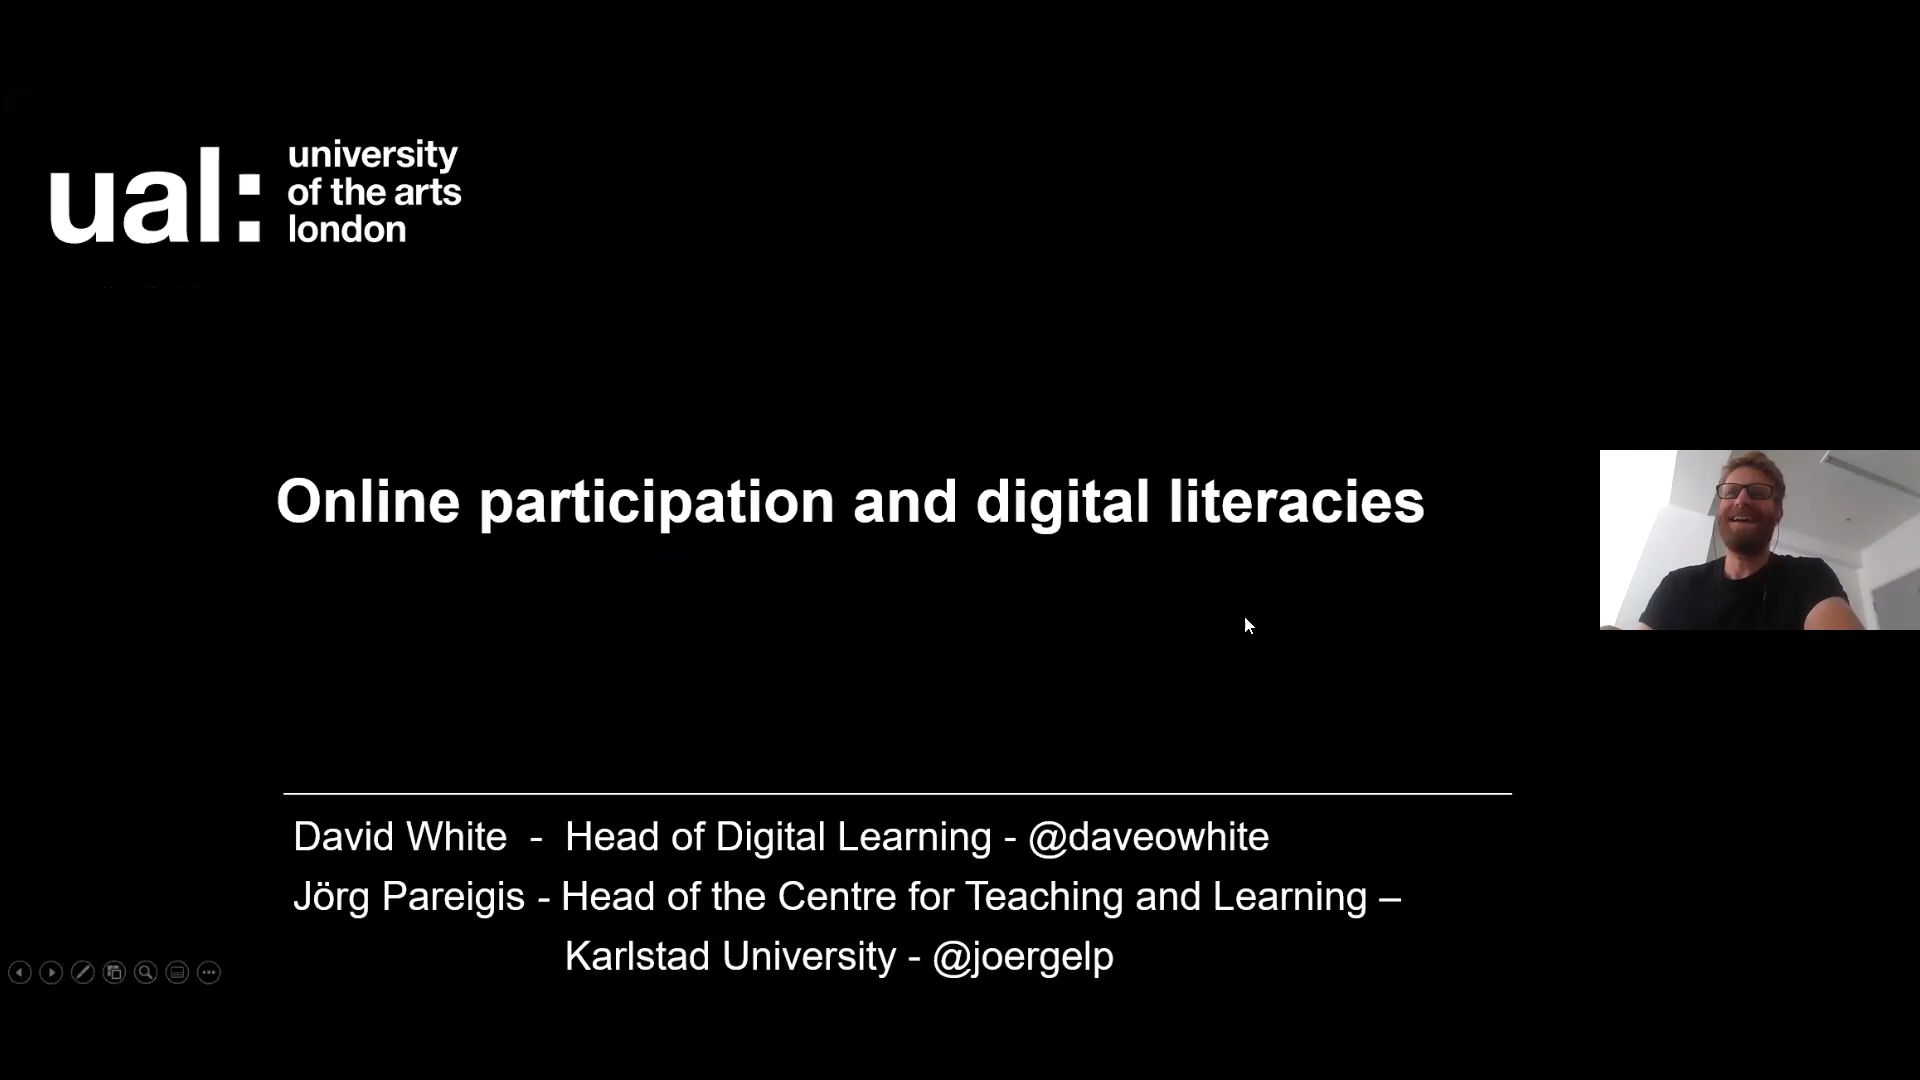 ual:
university
of the arts
london
Online participation and digital literacies
David White - Head of Digital Learning - @daveowhite
Jörg Pareigis - Head of the Centre for Teaching and Learning –
Karlstad University - @joergelp